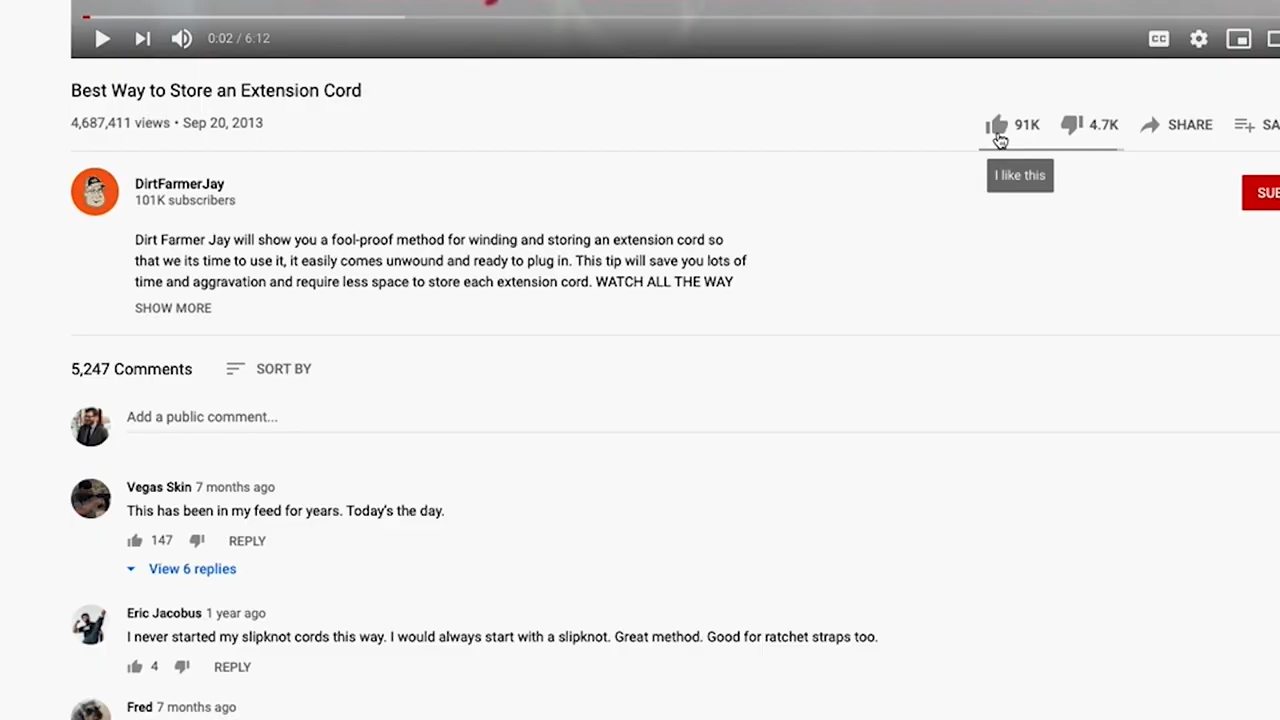 0:02 / 6:12
CC
Best Way to Store an Extension Cord
4,687,411 views • Sep 20, 2013
91K
4.7K
SHARE
SA
I like this
DirtFarmerJay
101K subscribers
SUB
Dirt Farmer Jay will show you a fool-proof method for winding and storing an extension cord so
that we its time to use it, it easily comes unwound and ready to plug in. This tip will save you lots of
time and aggravation and require less space to store each extension cord. WATCH ALL THE WAY
SHOW MORE
5,247 Comments
SORT BY
Add a public comment...
Vegas Skin 7 months ago
This has been in my feed for years. Today's the day.
147
REPLY
View 6 replies
Eric Jacobus 1 year ago
I never started my slipknot cords this way. I would always start with a slipknot. Great method. Good for ratchet straps too.
4
REPLY
Fred 7 months ago